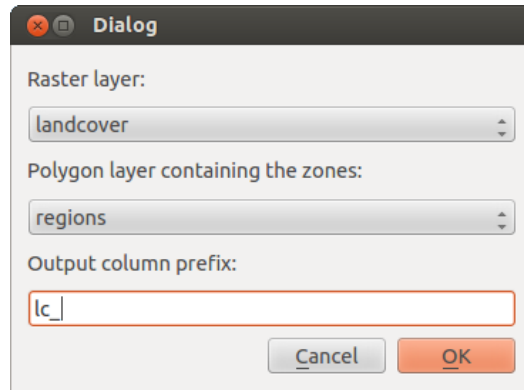 Dialog
Raster layer:
landcover
Polygon layer containing the zones:
regions
Output column prefix:
lc_
Cancel OK